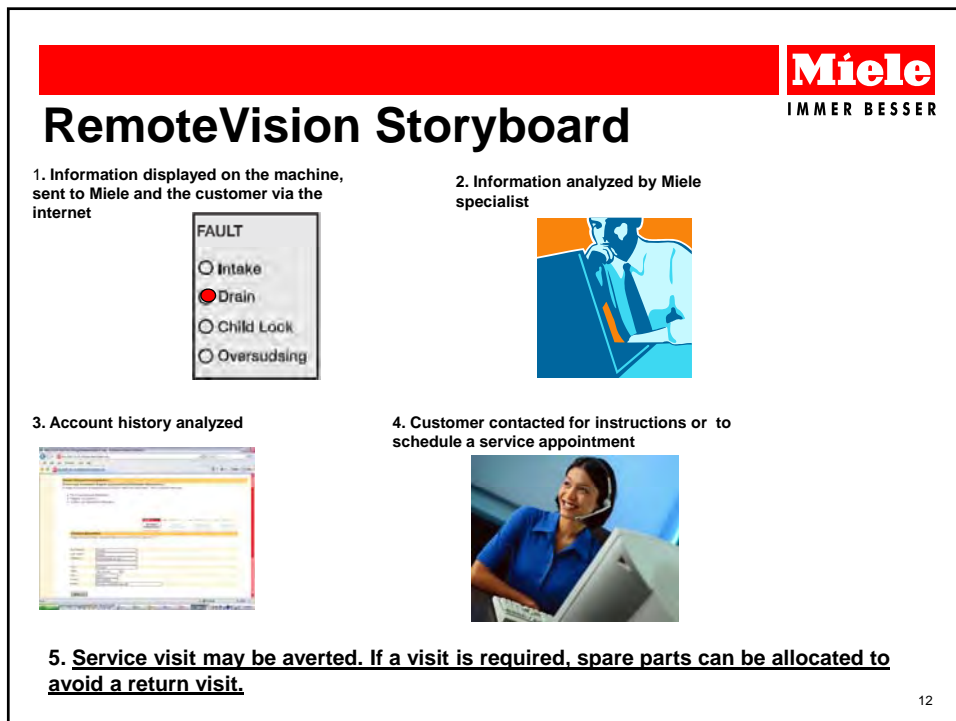 Miele
IMMER BESSER
RemoteVision Storyboard
1. Information displayed on the machine,
sent to Miele and the customer via the
internet
FAULT
Intake
Drain
Child Lock
Oversudsing
2. Information analyzed by Miele
specialist
3. Account history analyzed
4. Customer contacted for instructions or to
schedule a service appointment
5. Service visit may be averted. If a visit is required, spare parts can be allocated to
avoid a return visit.
12